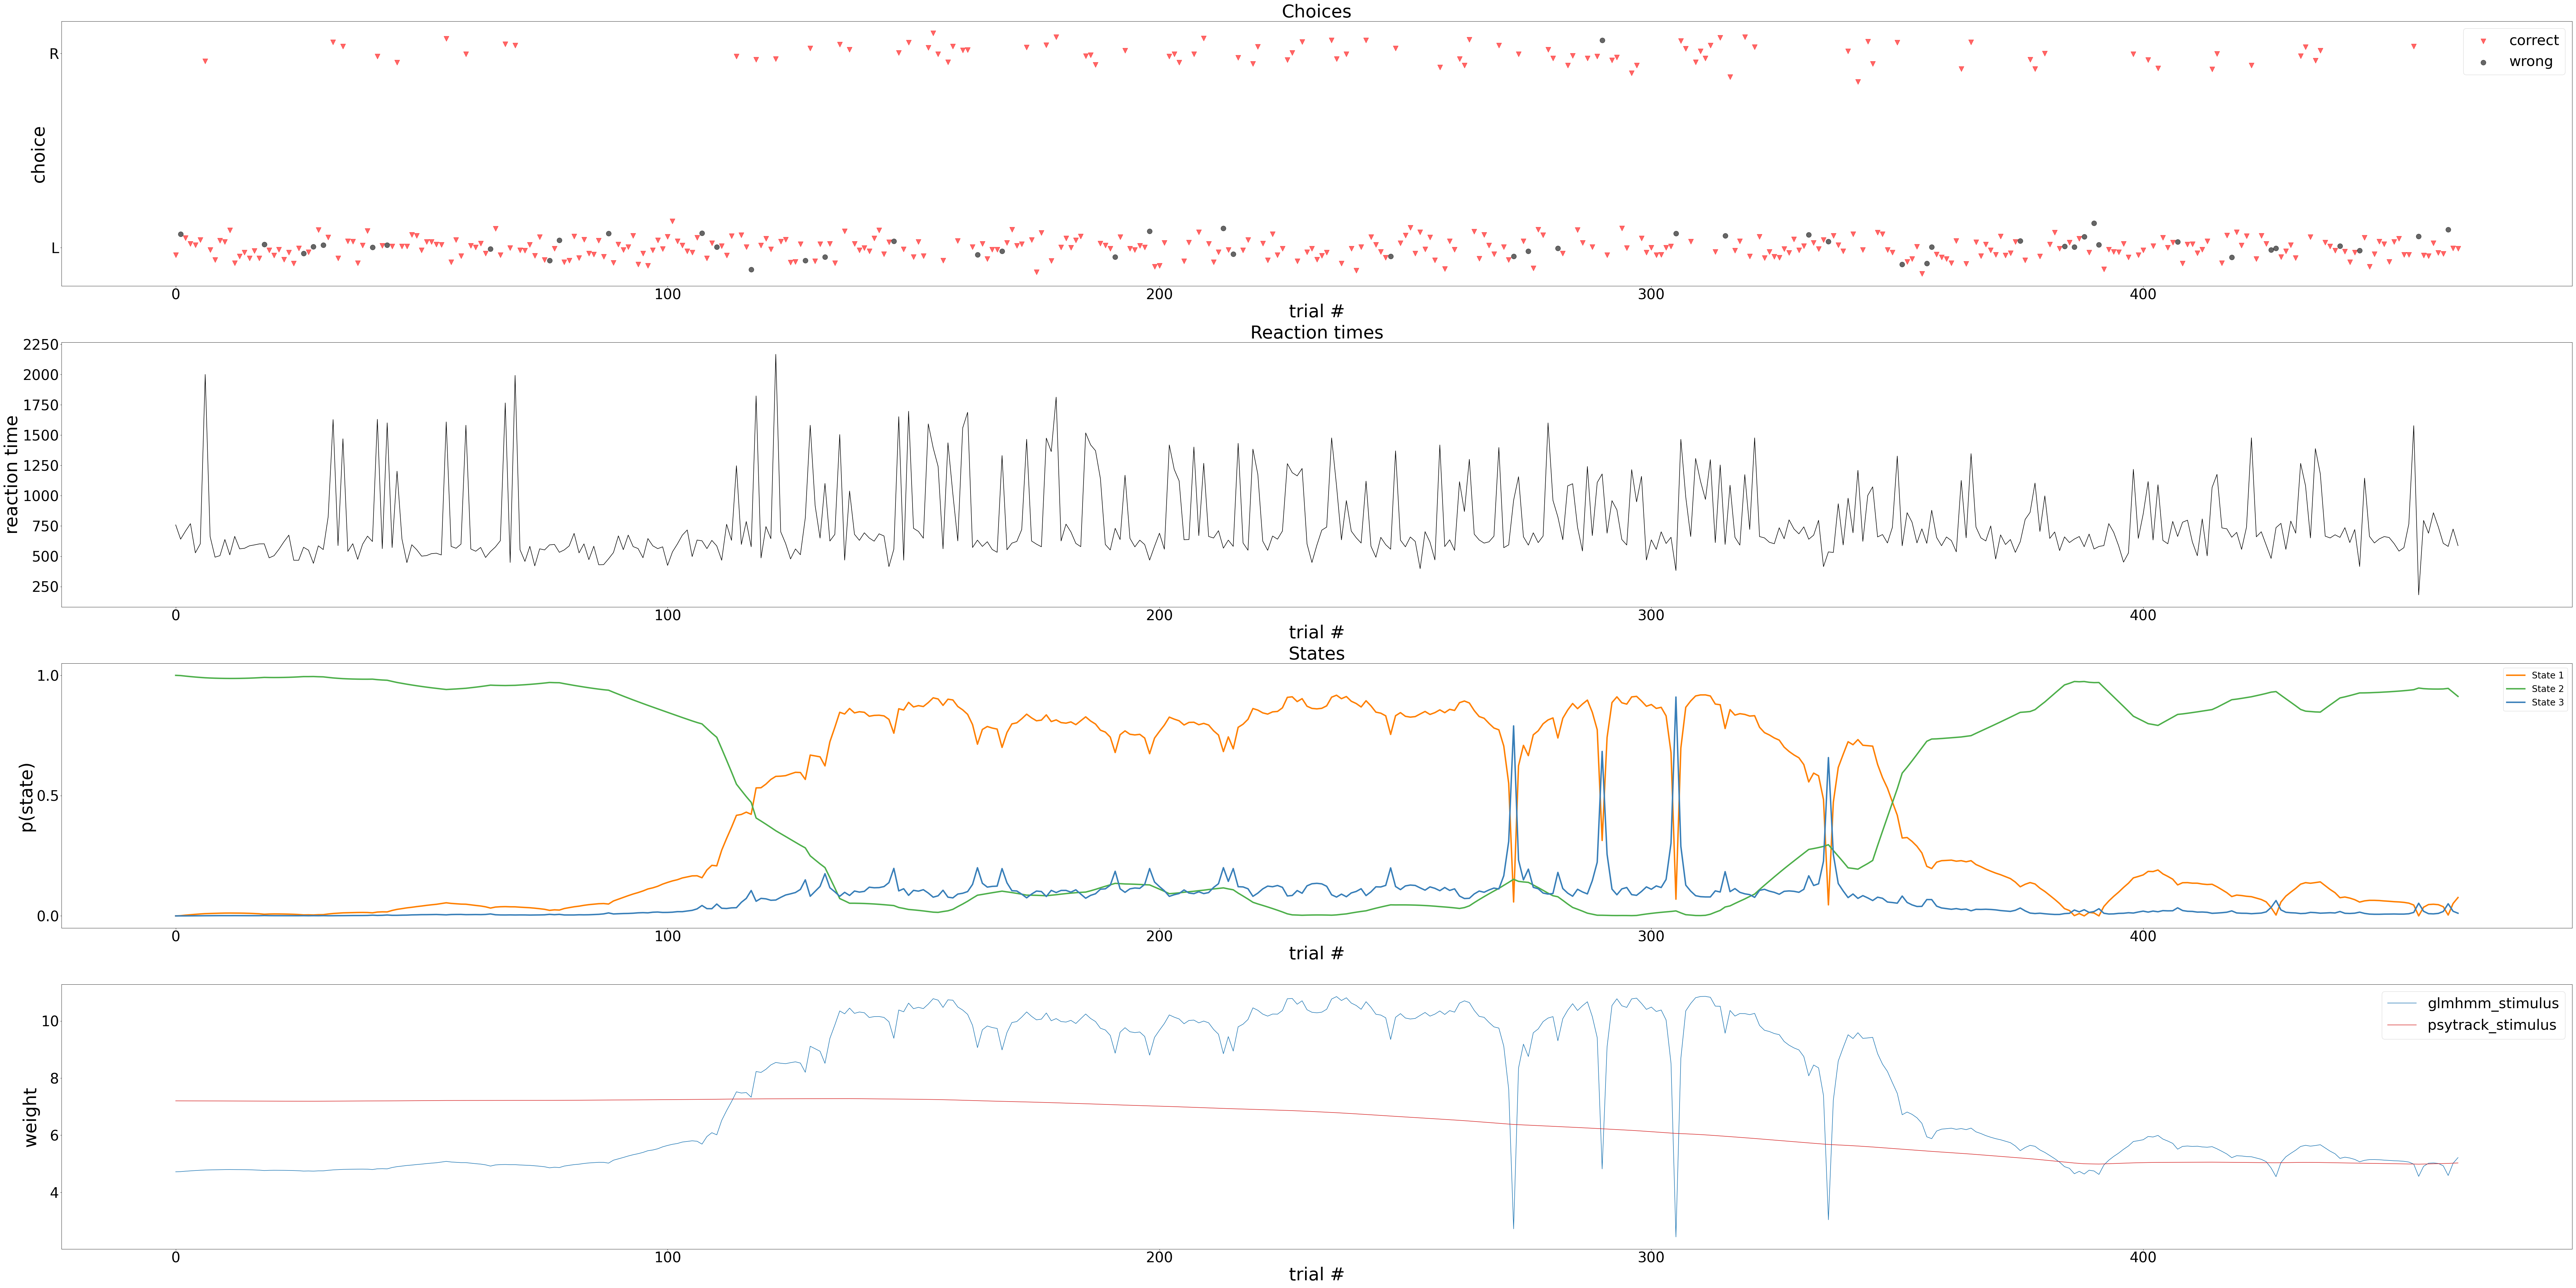 Choices
R
L
choice
correct
wrong
0 100 200 300 400
trial #
Reaction times
2250
2000
1750
1500
1250
1000
750
500
250
reaction time
0 100 200 300 400
trial #
States
1.0
0.5
0.0
p(state)
State 1
State 2
State 3
0 100 200 300 400
trial #
10
8
6
4
weight
glmhmm_stimulus
psytrack_stimulus
0 100 200 300 400
trial #